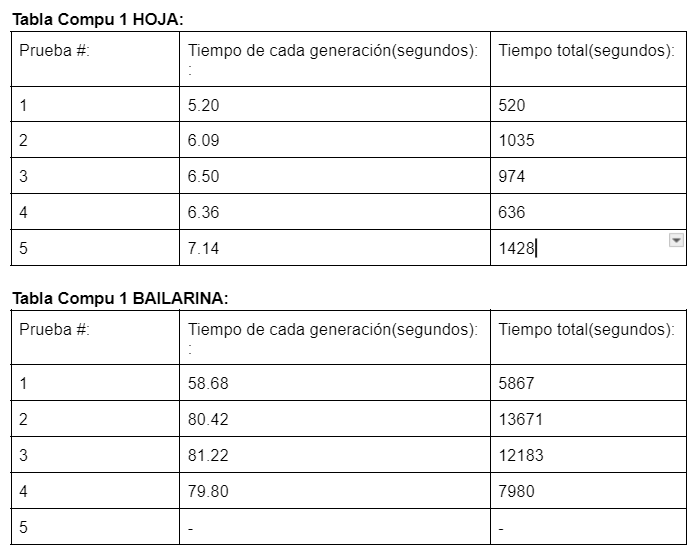 Tabla Compu 1 HOJA:
Prueba #: Tiempo de cada generación(segundos): Tiempo total(segundos):
:
1 5.20 520
2 6.09 1035
3 6.50 974
4 6.36 636
5 7.14 1428
Tabla Compu 1 BAILARINA:
Prueba #: Tiempo de cada generación(segundos): Tiempo total(segundos):
:
1 58.68 5867
2 80.42 13671
3 81.22 12183
4 79.80 7980
5 - -